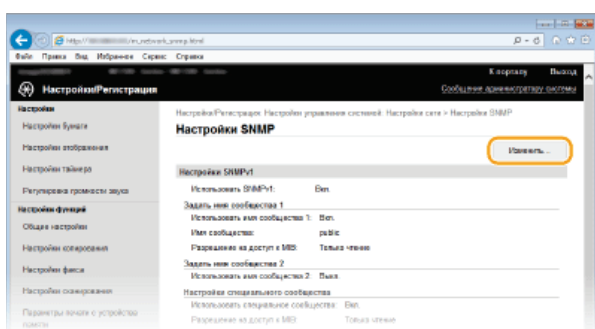 http:// /m_network_snmp.html
Файл Правка Вид Избранное Сервис Справка
К порталу Выход
Настройки/Регистрация
Сообщение администратору системы
Настройки
Настройки бумаги
Настройки отображения
Настройки таймера
Регулировка громкости звука
Настройки функций
Общие настройки
Настройки копирования
Настройки факса
Настройки сканирования
Параметры печати с устройства
памяти
Настройки/Регистрация: Настройки управления системой: Настройки сети > Настройки SNMP
Настройки SNMP
Изменить...
Настройки SNMPv1
Использовать SNMPv1: Вкл.
Задать имя сообщества 1
Использовать имя сообщества 1: Вкл.
Имя сообщества: public
Разрешение на доступ к MIB: Только чтение
Задать имя сообщества 2
Использовать имя сообщества 2: Выкл.
Настройки специального сообщества
Использовать специальное сообщество: Вкл.
Разрешение на доступ к MIB: Только чтение